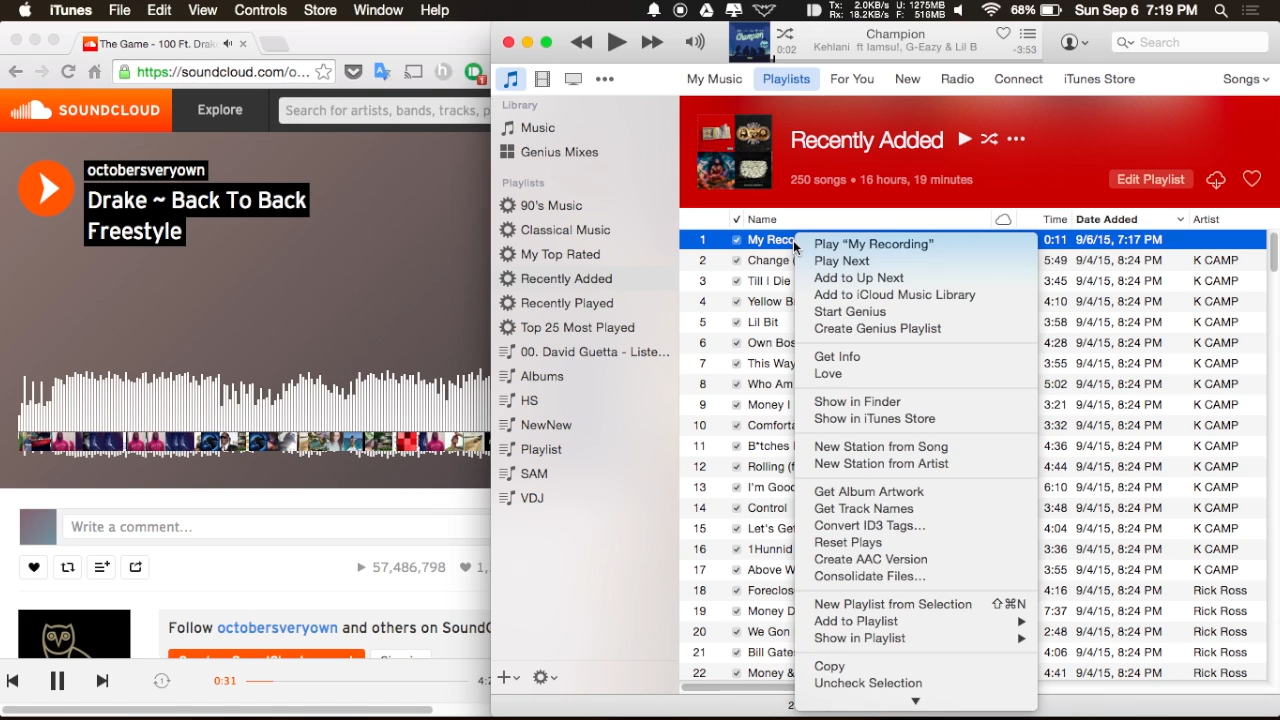 iTunes File Edit View Controls Store Window Help
Tx: 2.0KB/s U: 1275MB
Rx: 18.2KB/s F: 516MB
68% Sun Sep 6 7:19 PM
The Game - 100 Ft. Drak
https://soundcloud.com/o...
SOUNDCLOUD Explore Search for artists, bands, tracks, p
octobersveryown
Drake ~ Back To Back
Freestyle
Write a comment...
57,486,798 1,
Follow octobersveryown and others on SoundC
0:31
Champion
Kehlani ft Iamsu!, G-Eazy & Lil B
0:02 -3:53
Search
My Music Playlists For You New Radio Connect iTunes Store Songs
Library
Music
Genius Mixes
Playlists
90's Music
Classical Music
My Top Rated
Recently Added
Recently Played
Top 25 Most Played
00. David Guetta - Liste...
Albums
HS
NewNew
Playlist
SAM
VDJ
Recently Added
250 songs • 16 hours, 19 minutes
Edit Playlist
Name Time Date Added Artist
1 My Reco 0:11 9/6/15, 7:17 PM
2 Change ( 5:49 9/4/15, 8:24 PM K CAMP
3 Till I Die 3:45 9/4/15, 8:24 PM K CAMP
4 Yellow B 4:10 9/4/15, 8:24 PM K CAMP
5 Lil Bit 3:58 9/4/15, 8:24 PM K CAMP
6 Own Bos 4:28 9/4/15, 8:24 PM K CAMP
7 This Way 3:55 9/4/15, 8:24 PM K CAMP
8 Who Am 5:02 9/4/15, 8:24 PM K CAMP
9 Money I 3:21 9/4/15, 8:24 PM K CAMP
10 Comforta 3:32 9/4/15, 8:24 PM K CAMP
11 B*tches 4:36 9/4/15, 8:24 PM K CAMP
12 Rolling (f 4:44 9/4/15, 8:24 PM K CAMP
13 I'm Good 6:10 9/4/15, 8:24 PM K CAMP
14 Control 3:48 9/4/15, 8:24 PM K CAMP
15 Let's Get 4:04 9/4/15, 8:24 PM K CAMP
16 1Hunnid 3:36 9/4/15, 8:24 PM K CAMP
17 Above W 3:55 9/4/15, 8:24 PM K CAMP
18 Foreclos 4:16 9/4/15, 8:24 PM Rick Ross
19 Money D 7:37 9/4/15, 8:24 PM Rick Ross
20 We Gon 2:48 9/4/15, 8:24 PM Rick Ross
21 Bill Gate 4:06 9/4/15, 8:24 PM Rick Ross
22 Money & 4:41 9/4/15, 8:24 PM Rick Ross
Play “My Recording”
Play Next
Add to Up Next
Add to iCloud Music Library
Start Genius
Create Genius Playlist
Get Info
Love
Show in Finder
Show in iTunes Store
New Station from Song
New Station from Artist
Get Album Artwork
Get Track Names
Convert ID3 Tags...
Reset Plays
Create AAC Version
Consolidate Files...
New Playlist from Selection ⇧⌘N
Add to Playlist
Show in Playlist
Copy
Uncheck Selection